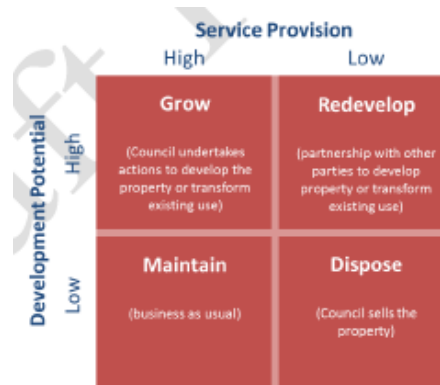 Service Provision
High Low
Development Potential
High
Low
Grow
(Council undertakes
actions to develop the
property or transform
existing use)
Redevelop
(partnership with other
parties to develop
property or transform
existing use)
Maintain
(business as usual)
Dispose
(Council sells the
property)